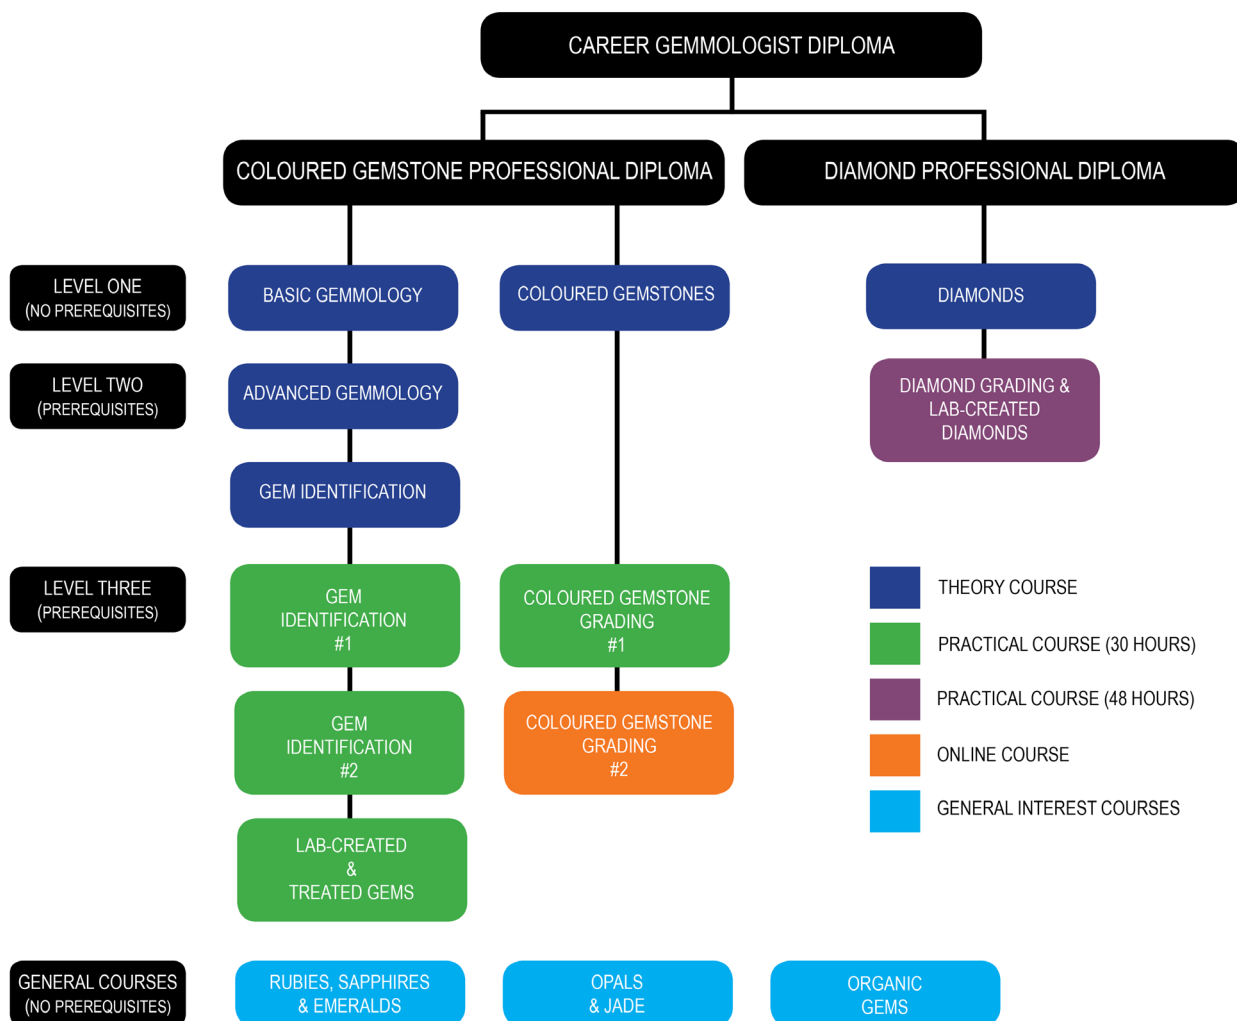 CAREER GEMMOLOGIST DIPLOMA
COLOURED GEMSTONE PROFESSIONAL DIPLOMA
DIAMOND PROFESSIONAL DIPLOMA
LEVEL ONE
(NO PREREQUISITES)
BASIC GEMMOLOGY
COLOURED GEMSTONES
DIAMONDS
LEVEL TWO
(PREREQUISITES)
ADVANCED GEMMOLOGY
DIAMOND GRADING &
LAB-CREATED
DIAMONDS
GEM IDENTIFICATION
LEVEL THREE
(PREREQUISITES)
GEM
IDENTIFICATION
#1
COLOURED GEMSTONE
GRADING
#1
GEM
IDENTIFICATION
#2
COLOURED GEMSTONE
GRADING
#2
LAB-CREATED
&
TREATED GEMS
THEORY COURSE
PRACTICAL COURSE (30 HOURS)
PRACTICAL COURSE (48 HOURS)
ONLINE COURSE
GENERAL INTEREST COURSES
GENERAL COURSES
(NO PREREQUISITES)
RUBIES, SAPPHIRES
& EMERALDS
OPALS
& JADE
ORGANIC
GEMS